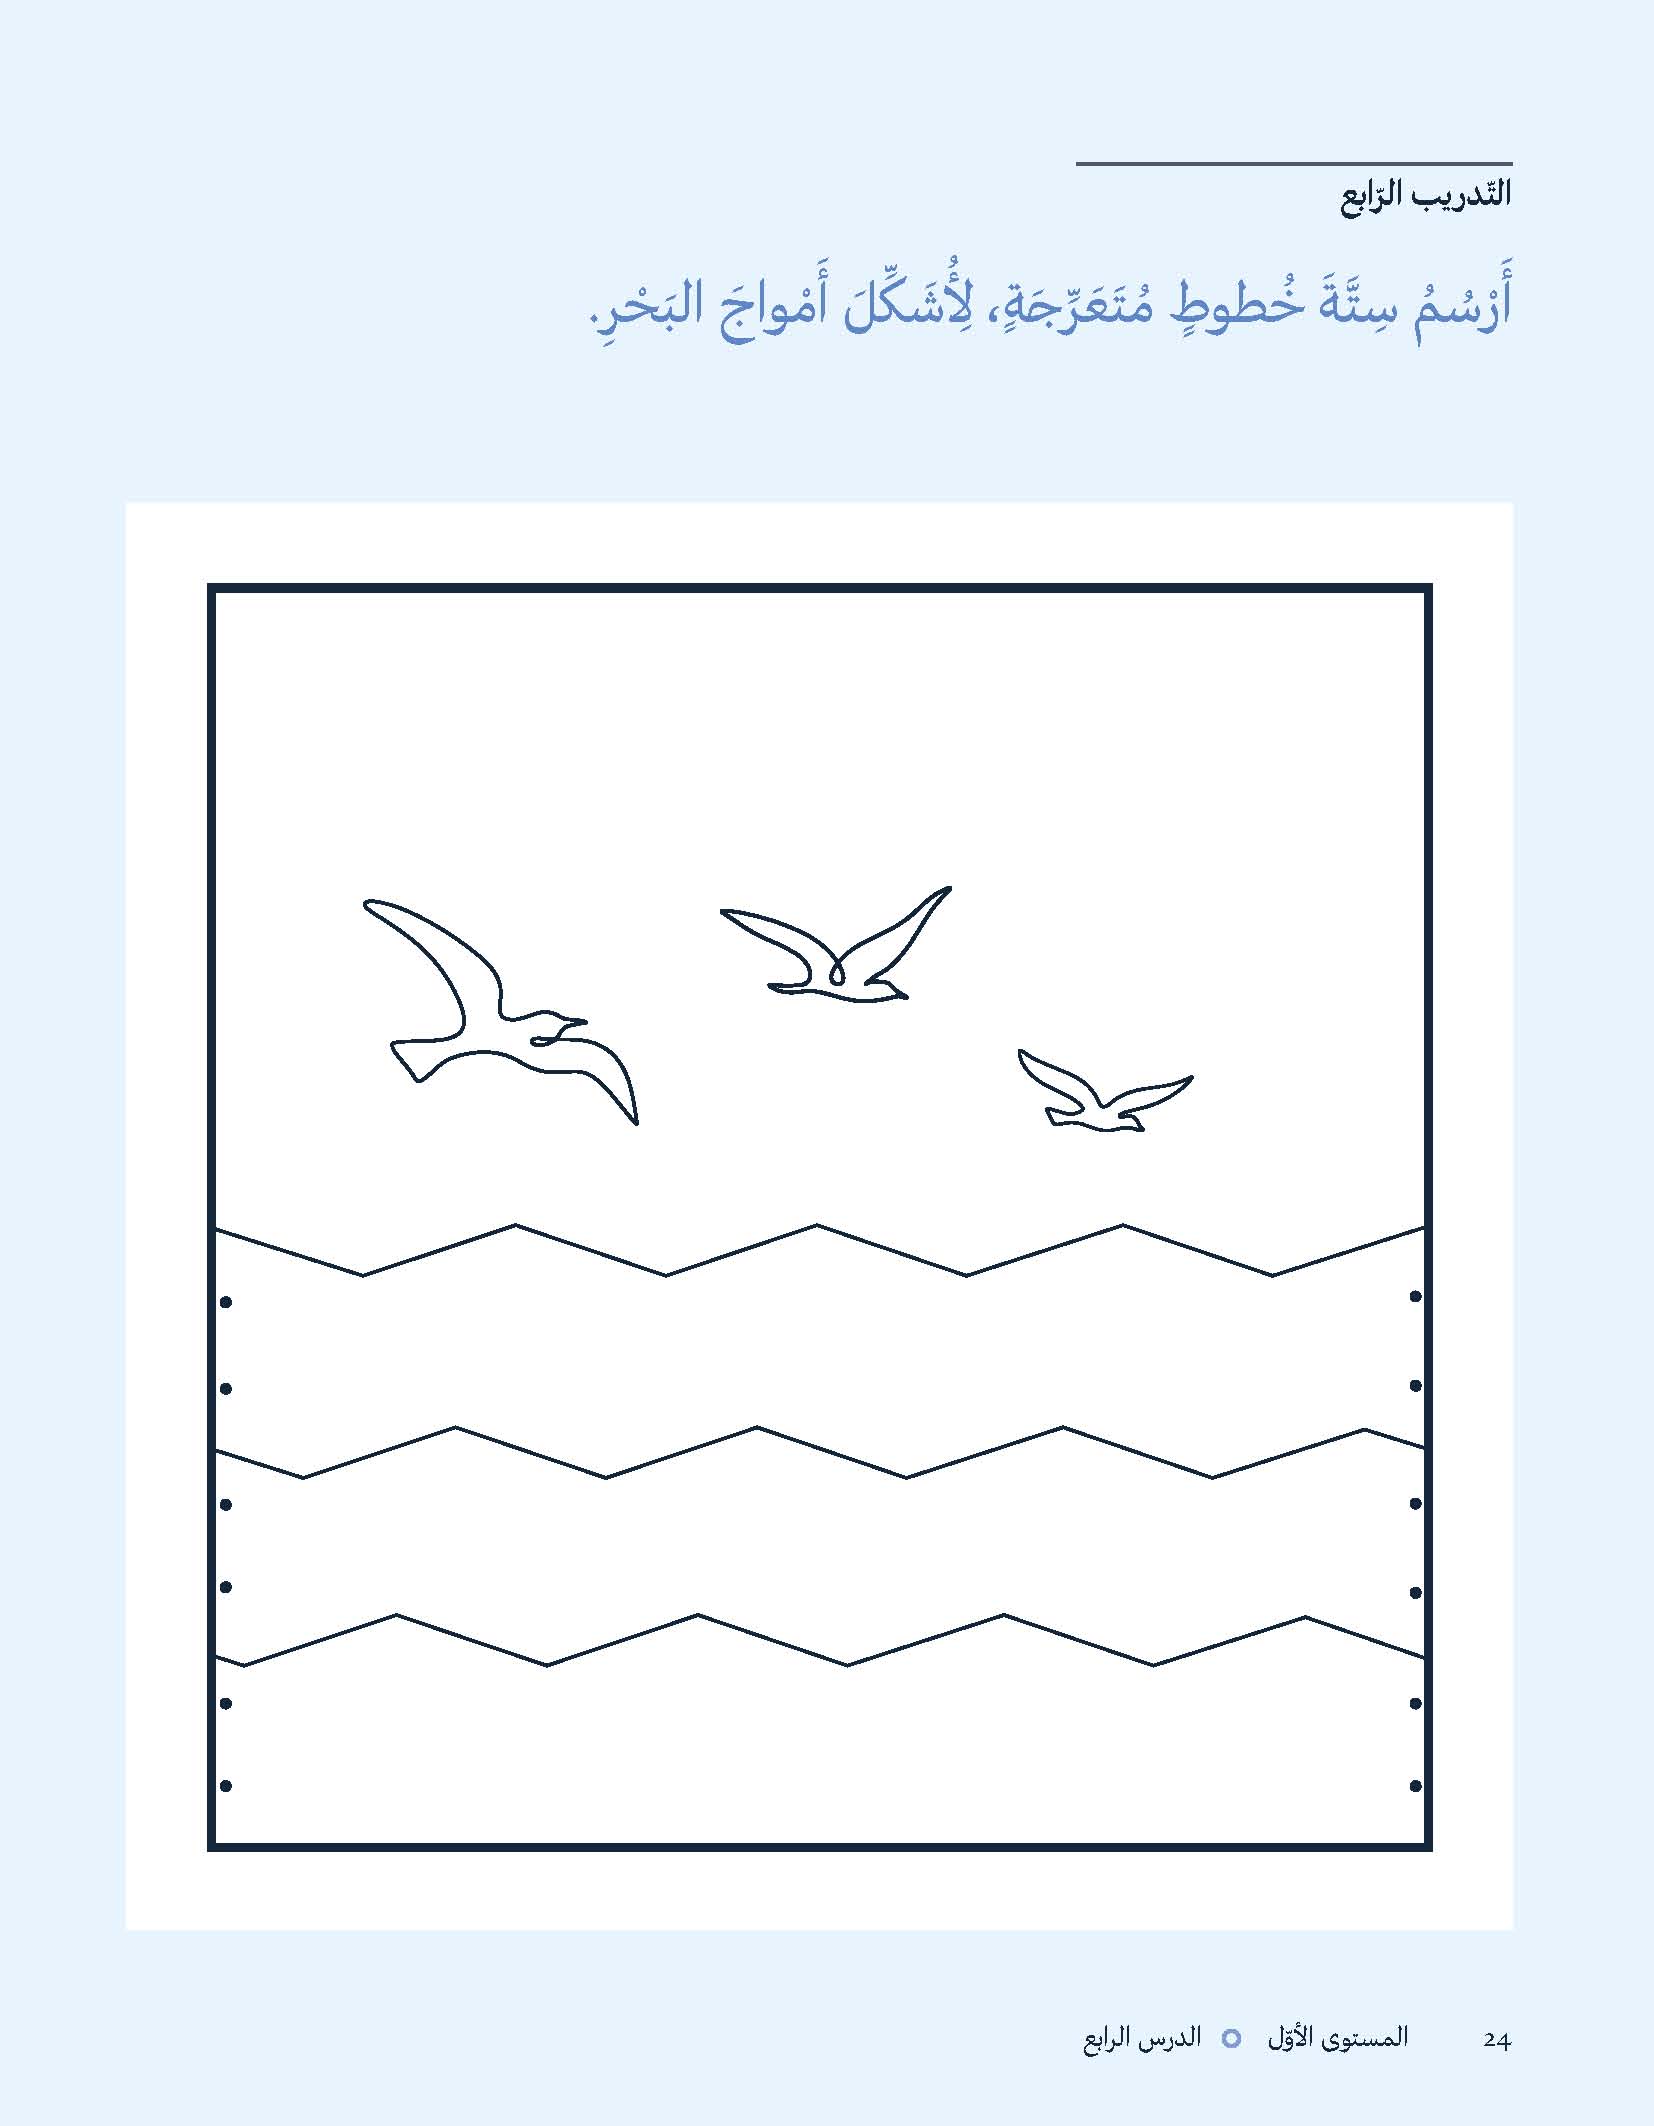 التّدريب الرّابع
أَرْسُمُ سِتَّةَ خُطوطٍ مُتَعَرِّجَةٍ، لِأُشَكِّلَ أَمْواجَ البَحْرِ.
24 المستوى الأوّل الدرس الرابع